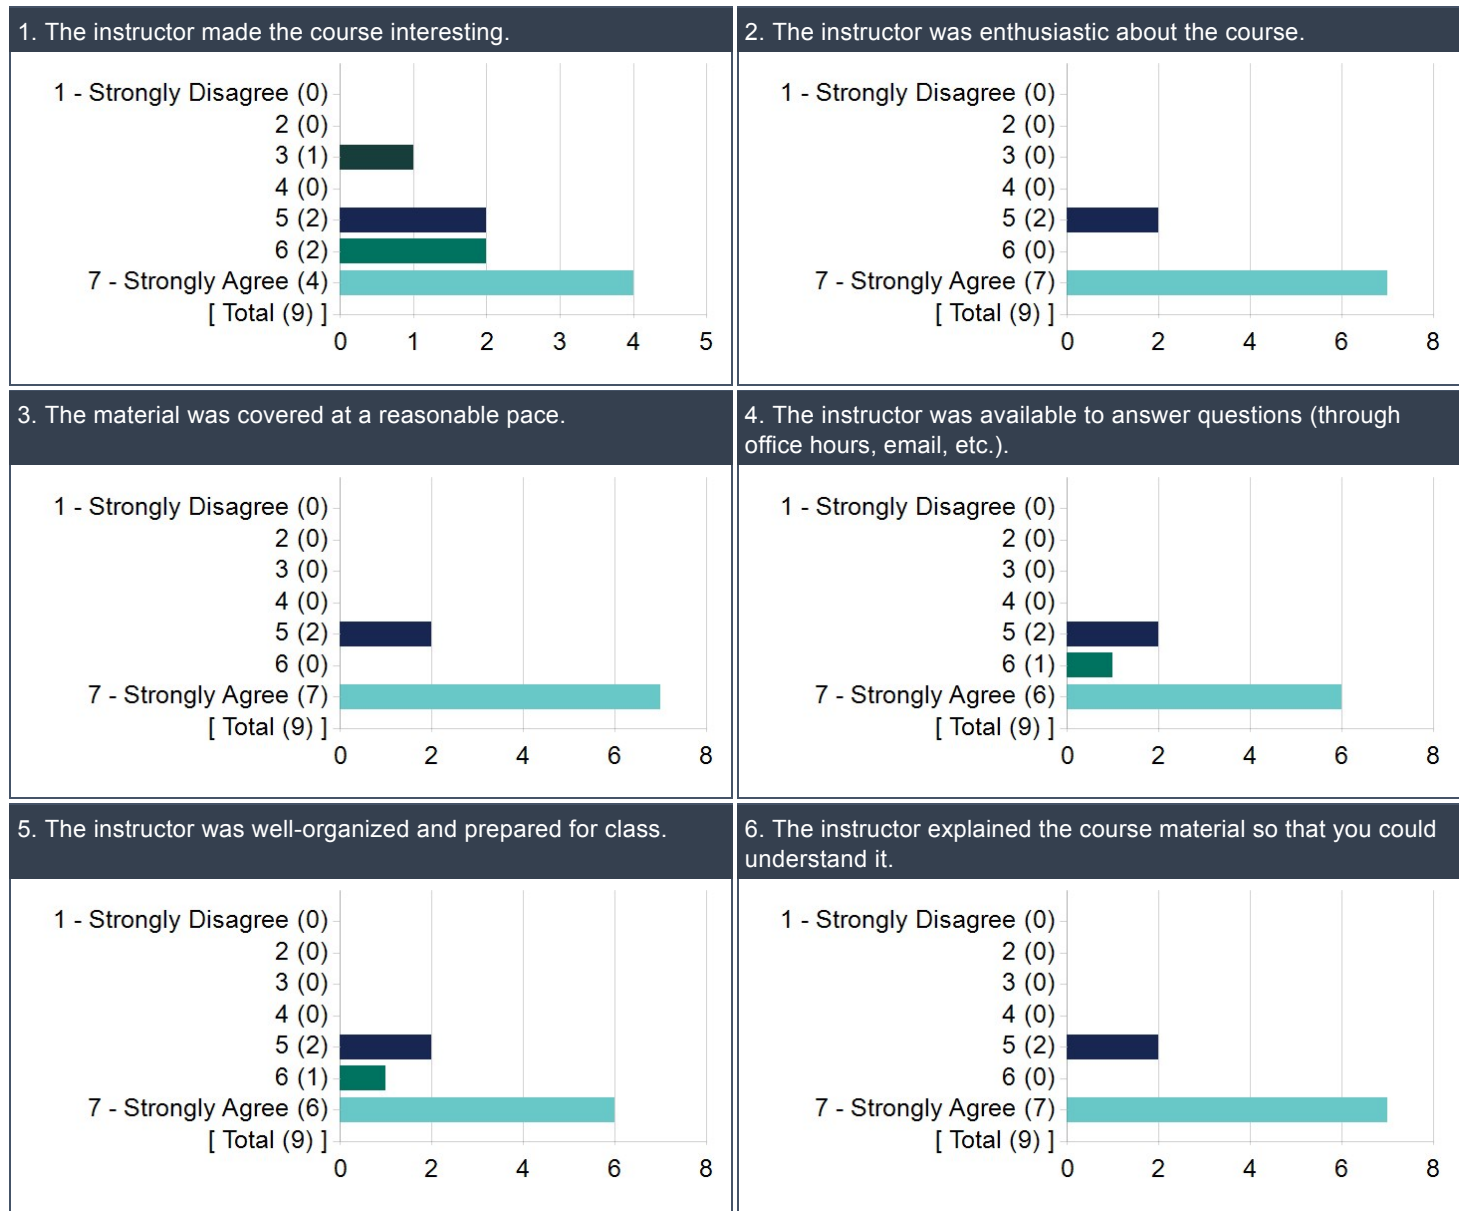 1. The instructor made the course interesting.
1 - Strongly Disagree (0)
2 (0)
3 (1)
4 (0)
5 (2)
6 (2)
7 - Strongly Agree (4)
[ Total (9) ]
0 1 2 3 4 5
2. The instructor was enthusiastic about the course.
1 - Strongly Disagree (0)
2 (0)
3 (0)
4 (0)
5 (2)
6 (0)
7 - Strongly Agree (7)
[ Total (9) ]
0 2 4 6 8
3. The material was covered at a reasonable pace.
1 - Strongly Disagree (0)
2 (0)
3 (0)
4 (0)
5 (2)
6 (0)
7 - Strongly Agree (7)
[ Total (9) ]
0 2 4 6 8
4. The instructor was available to answer questions (through
office hours, email, etc.).
1 - Strongly Disagree (0)
2 (0)
3 (0)
4 (0)
5 (2)
6 (1)
7 - Strongly Agree (6)
[ Total (9) ]
0 2 4 6 8
5. The instructor was well-organized and prepared for class.
1 - Strongly Disagree (0)
2 (0)
3 (0)
4 (0)
5 (2)
6 (1)
7 - Strongly Agree (6)
[ Total (9) ]
0 2 4 6 8
6. The instructor explained the course material so that you could
understand it.
1 - Strongly Disagree (0)
2 (0)
3 (0)
4 (0)
5 (2)
6 (0)
7 - Strongly Agree (7)
[ Total (9) ]
0 2 4 6 8